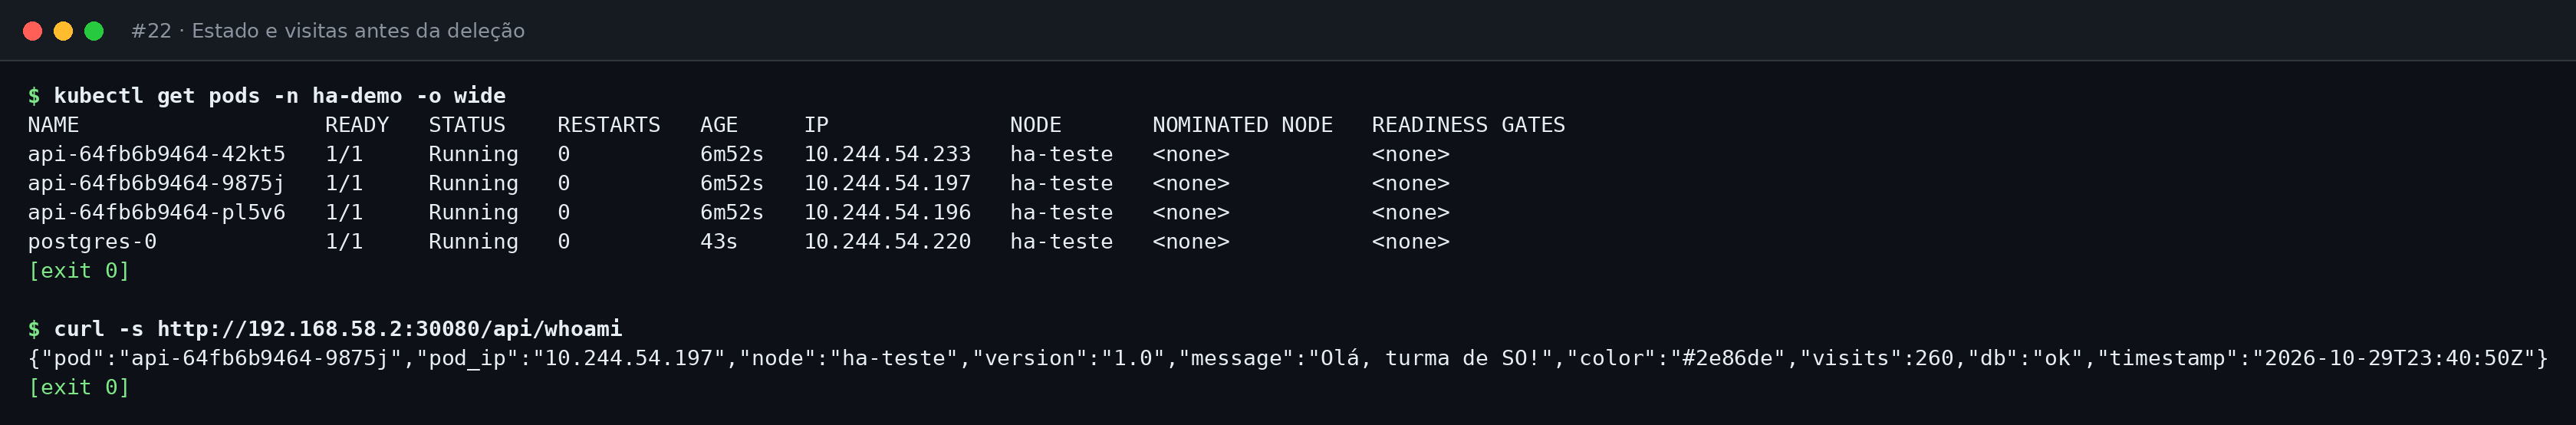 #22 · Estado e visitas antes da deleção
$ kubectl get pods -n ha-demo -o wide
NAME                   READY   STATUS    RESTARTS   AGE     IP              NODE       NOMINATED NODE   READINESS GATES
api-64fb6b9464-42kt5   1/1     Running   0          6m52s   10.244.54.233   ha-teste   <none>           <none>
api-64fb6b9464-9875j   1/1     Running   0          6m52s   10.244.54.197   ha-teste   <none>           <none>
api-64fb6b9464-pl5v6   1/1     Running   0          6m52s   10.244.54.196   ha-teste   <none>           <none>
postgres-0             1/1     Running   0          43s     10.244.54.220   ha-teste   <none>           <none>
[exit 0]
$ curl -s http://192.168.58.2:30080/api/whoami
{"pod":"api-64fb6b9464-9875j","pod_ip":"10.244.54.197","node":"ha-teste","version":"1.0","message":"Olá, turma de SO!","color":"#2e86de","visits":260,"db":"ok","timestamp":"2026-10-29T23:40:50Z"}
[exit 0]